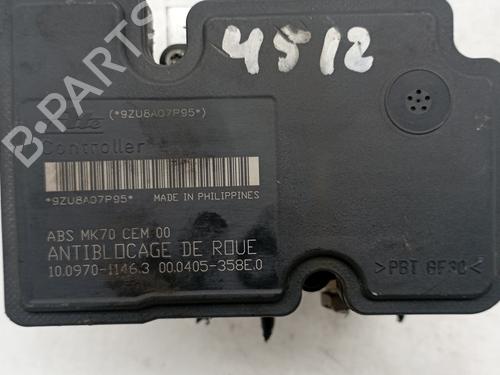 4512
(*9ZU8A07P95*)
Ate
Controller
*9ZU8A07P95* MADE IN PHILIPPINES
ABS MK70 CEM 00
ANTIBLOCAGE DE ROUE
10.0970-1146.3 00.0405-358E.0
>PBT GF30<
B-PARTS